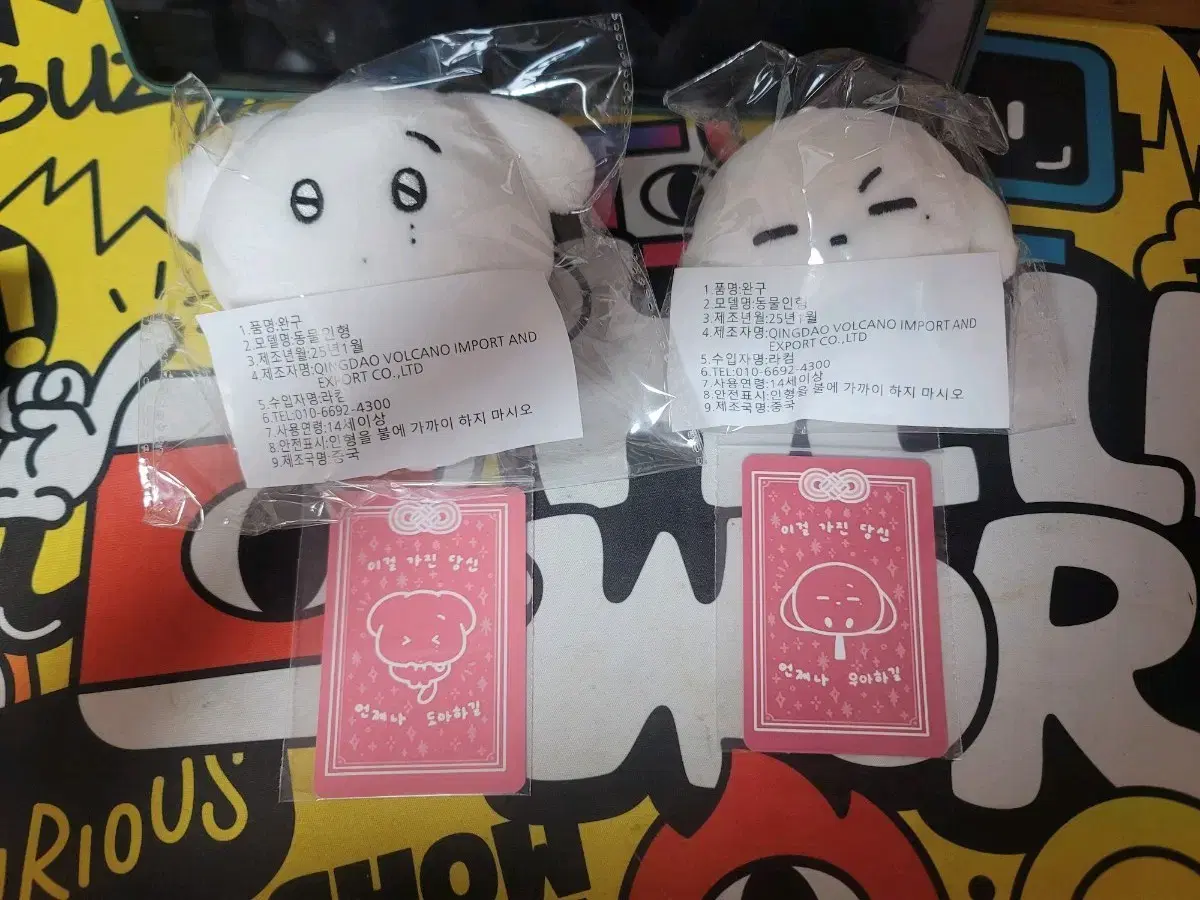 BUZ
1.품명:완구
2.모델명:동물인형
3.제조년월:25년1월
4.제조자명:QINGDAO VOLCANO IMPORT AND
EXPORT CO.,LTD
5.수입자명:라컴
6.TEL:010-6692-4300
7.사용연령:14세이상
8.안전표시:인형을 불에 가까이 하지 마시오
9.제조국명:중국
1 품명:완구
2.모델명:동물인형
3.제조년월:25년1월
4.제조자명:QINGDAO VOLCANO IMPORT AND
EXPORT CO.,LTD
5.수입자명:라컴
6.TEL:010-6692-4300
7.사용연령:14세이상
8.안전표시:인형을 불에 가까이 하지 마시오
9.제조국명:중국
이걸 가진 당신
언제나 도아하길
이걸 가진 당신
언제나 우아하길
WOR
RIOUS
HOW